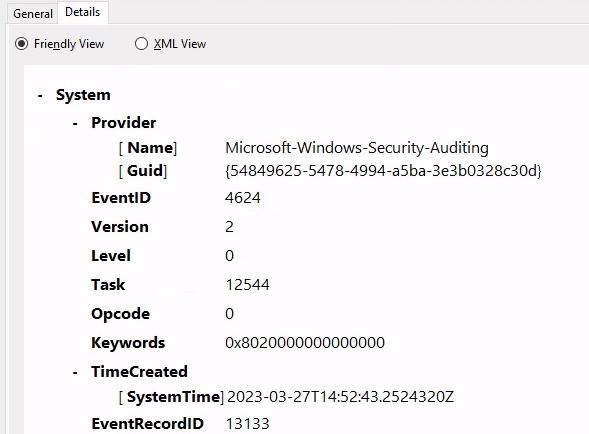 General Details
Friendly View XML View
- System
- Provider
[ Name] Microsoft-Windows-Security-Auditing
[ Guid] {54849625-5478-4994-a5ba-3e3b0328c30d}
EventID 4624
Version 2
Level 0
Task 12544
Opcode 0
Keywords 0x8020000000000000
- TimeCreated
[ SystemTime] 2023-03-27T14:52:43.2524320Z
EventRecordID 13133